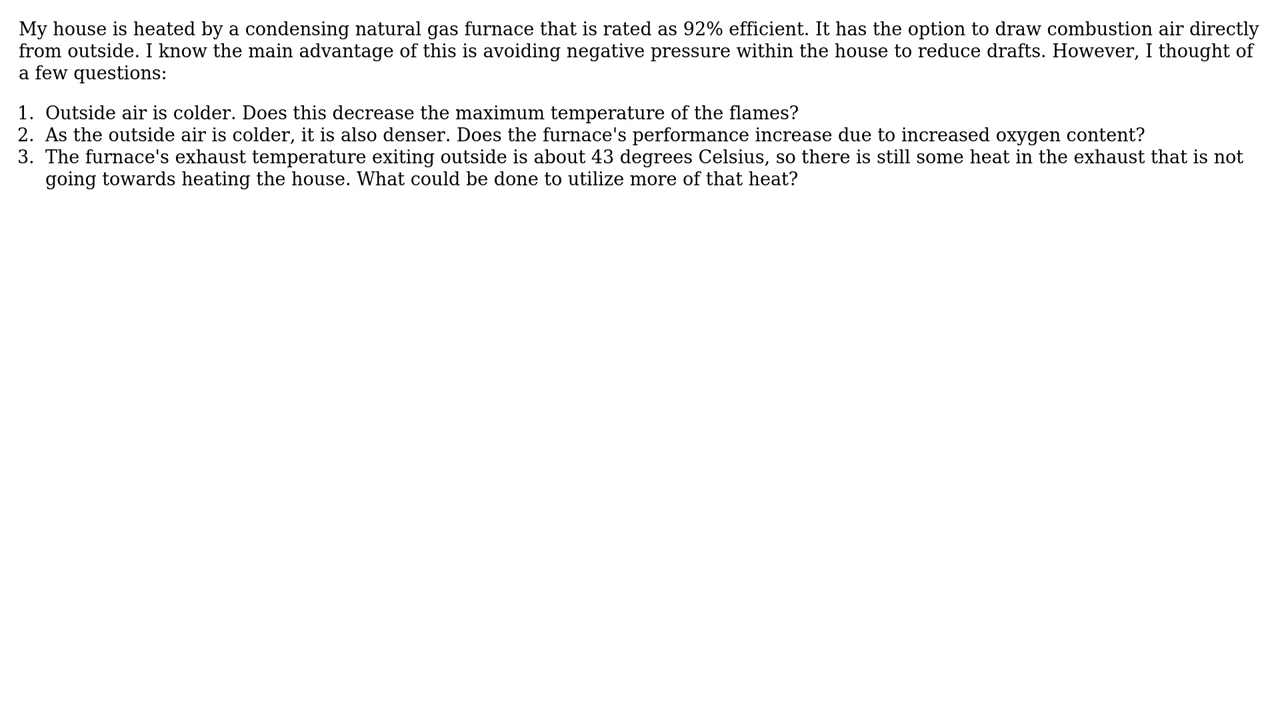 My house is heated by a condensing natural gas furnace that is rated as 92% efficient. It has the option to draw combustion air directly
from outside. I know the main advantage of this is avoiding negative pressure within the house to reduce drafts. However, I thought of
a few questions:
1. Outside air is colder. Does this decrease the maximum temperature of the flames?
2. As the outside air is colder, it is also denser. Does the furnace's performance increase due to increased oxygen content?
3. The furnace's exhaust temperature exiting outside is about 43 degrees Celsius, so there is still some heat in the exhaust that is not
going towards heating the house. What could be done to utilize more of that heat?